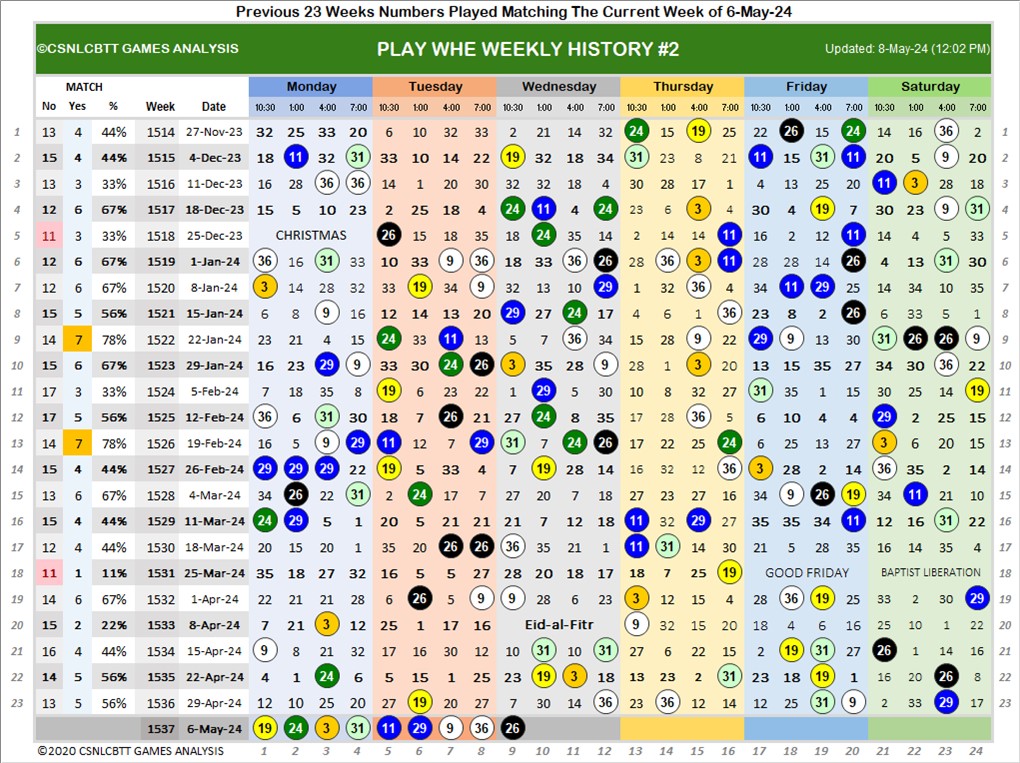 Previous 23 Weeks Numbers Played Matching The Current Week of 6-May-24
©CSNLCBTT GAMES ANALYSIS PLAY WHE WEEKLY HISTORY #2 Updated: 8-May-24 (12:02 PM)
MATCH Monday Tuesday Wednesday Thursday Friday Saturday
No Yes % Week Date 10:30 1:00 4:00 7:00 10:30 1:00 4:00 7:00 10:30 1:00 4:00 7:00 10:30 1:00 4:00 7:00 10:30 1:00 4:00 7:00 10:30 1:00 4:00 7:00
1 13 4 44% 1514 27-Nov-23 32 25 33 20 6 10 32 33 2 21 14 32 24 15 19 25 22 26 15 24 14 16 36 2 1
2 15 4 44% 1515 4-Dec-23 18 11 32 31 33 10 14 22 19 32 18 34 31 23 8 21 11 15 31 11 20 5 9 20 2
3 13 3 33% 1516 11-Dec-23 16 28 36 36 14 1 20 30 32 32 18 4 30 28 17 1 4 13 25 20 11 3 28 18 3
4 12 6 67% 1517 18-Dec-23 15 5 10 23 2 25 18 4 24 11 4 24 23 6 3 4 30 4 19 7 30 23 9 31 4
5 11 3 33% 1518 25-Dec-23 CHRISTMAS 26 15 18 35 18 24 35 14 2 14 14 11 16 2 12 11 14 4 5 33 5
6 12 6 67% 1519 1-Jan-24 36 16 31 33 10 33 9 36 18 33 36 26 28 36 3 11 28 28 14 26 4 13 31 30 6
7 12 6 67% 1520 8-Jan-24 3 14 28 32 33 19 34 9 32 13 10 29 1 32 36 4 34 11 29 25 14 34 10 35 7
8 15 5 56% 1521 15-Jan-24 6 8 9 16 12 14 13 20 29 27 24 17 4 6 1 36 23 8 2 26 6 33 5 1 8
9 14 7 78% 1522 22-Jan-24 23 21 4 15 24 33 11 13 5 7 36 34 15 28 9 22 29 9 13 30 31 26 26 9 9
10 15 6 67% 1523 29-Jan-24 16 23 29 9 33 30 24 26 3 35 28 9 28 1 3 20 13 15 35 27 34 30 36 22 10
11 17 3 33% 1524 5-Feb-24 7 18 35 8 19 6 23 22 1 29 5 30 10 8 32 27 31 35 1 15 30 25 14 19 11
12 17 5 56% 1525 12-Feb-24 36 6 31 30 18 7 26 21 27 24 8 35 17 28 36 5 6 10 4 4 29 2 25 15 12
13 14 7 78% 1526 19-Feb-24 16 5 9 29 11 12 7 29 31 7 24 26 13 22 25 24 6 25 13 27 3 6 20 15 13
14 15 4 44% 1527 26-Feb-24 29 29 29 22 19 5 33 4 7 19 28 14 16 32 12 36 3 28 2 14 36 35 2 14 14
15 13 6 67% 1528 4-Mar-24 34 26 22 31 2 24 17 7 27 20 7 18 27 23 27 16 34 9 26 19 34 11 21 10 15
16 15 4 44% 1529 11-Mar-24 24 29 5 1 20 5 21 21 21 7 12 18 11 32 29 27 35 35 34 11 12 16 31 22 16
17 12 4 44% 1530 18-Mar-24 20 15 20 1 35 20 26 26 36 35 21 1 11 31 14 30 21 5 28 35 16 14 35 4 17
18 11 1 11% 1531 25-Mar-24 35 18 27 32 16 5 5 27 28 20 18 17 18 7 25 19 GOOD FRIDAY BAPTIST LIBERATION 18
19 14 6 67% 1532 1-Apr-24 22 21 21 28 6 26 5 9 9 28 6 23 3 12 15 4 28 36 19 25 33 2 30 29 19
20 15 2 22% 1533 8-Apr-24 7 21 3 12 25 1 17 16 Eid-al-Fitr 9 32 15 20 18 4 6 16 25 10 1 22 20
21 16 4 44% 1534 15-Apr-24 9 8 21 32 17 16 30 12 10 31 10 31 27 6 22 15 2 19 31 27 26 1 14 16 21
22 14 5 56% 1535 22-Apr-24 4 1 24 6 5 15 1 25 23 19 3 18 13 23 2 31 23 18 19 1 16 20 26 8 22
23 13 5 56% 1536 29-Apr-24 12 10 25 20 27 19 20 27 7 30 14 36 23 36 14 13 12 25 31 9 2 33 29 17 23
1537 6-May-24 19 24 3 31 11 29 9 36 26
©2020 CSNLCBTT GAMES ANALYSIS 1 2 3 4 5 6 7 8 9 10 11 12 13 14 15 16 17 18 19 20 21 22 23 24